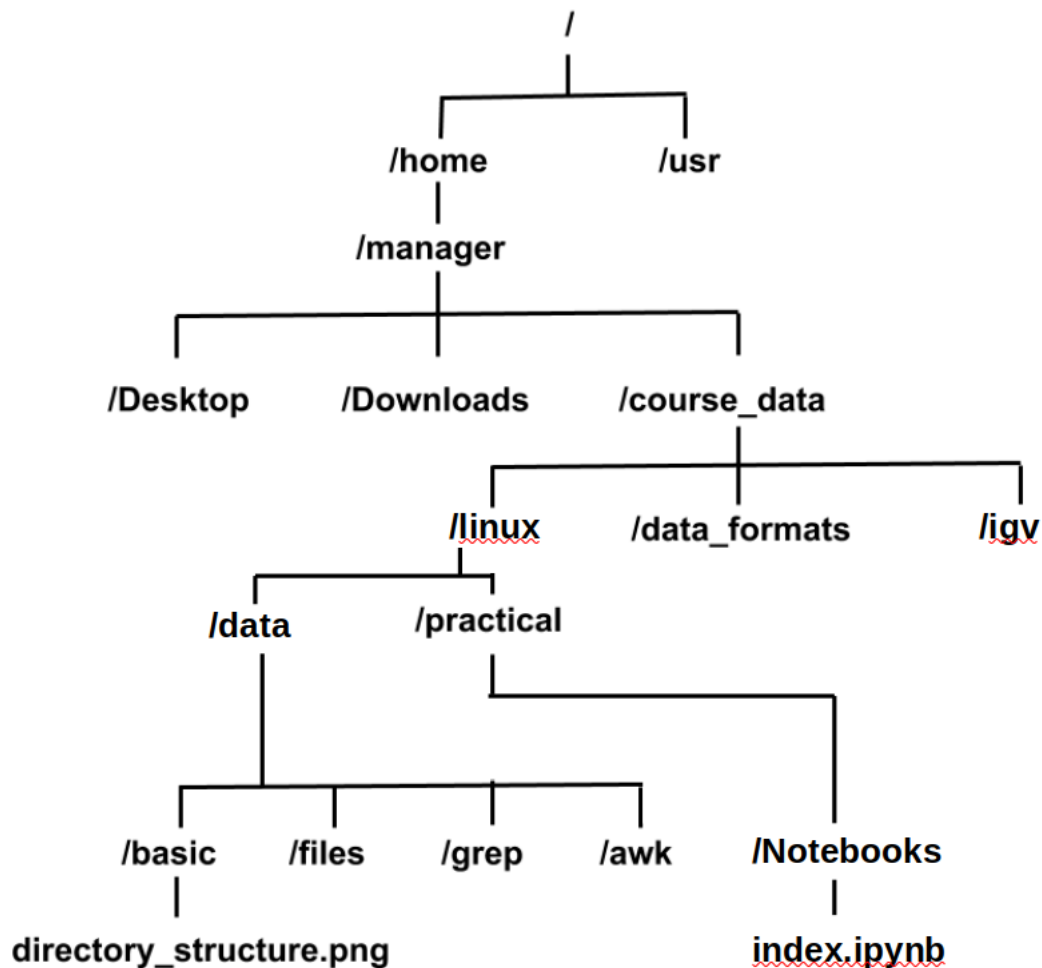 /
/home /usr
/manager
/Desktop /Downloads /course_data
/linux /data_formats /igv
/data /practical
/basic /files /grep /awk /Notebooks
directory_structure.png index.ipynb